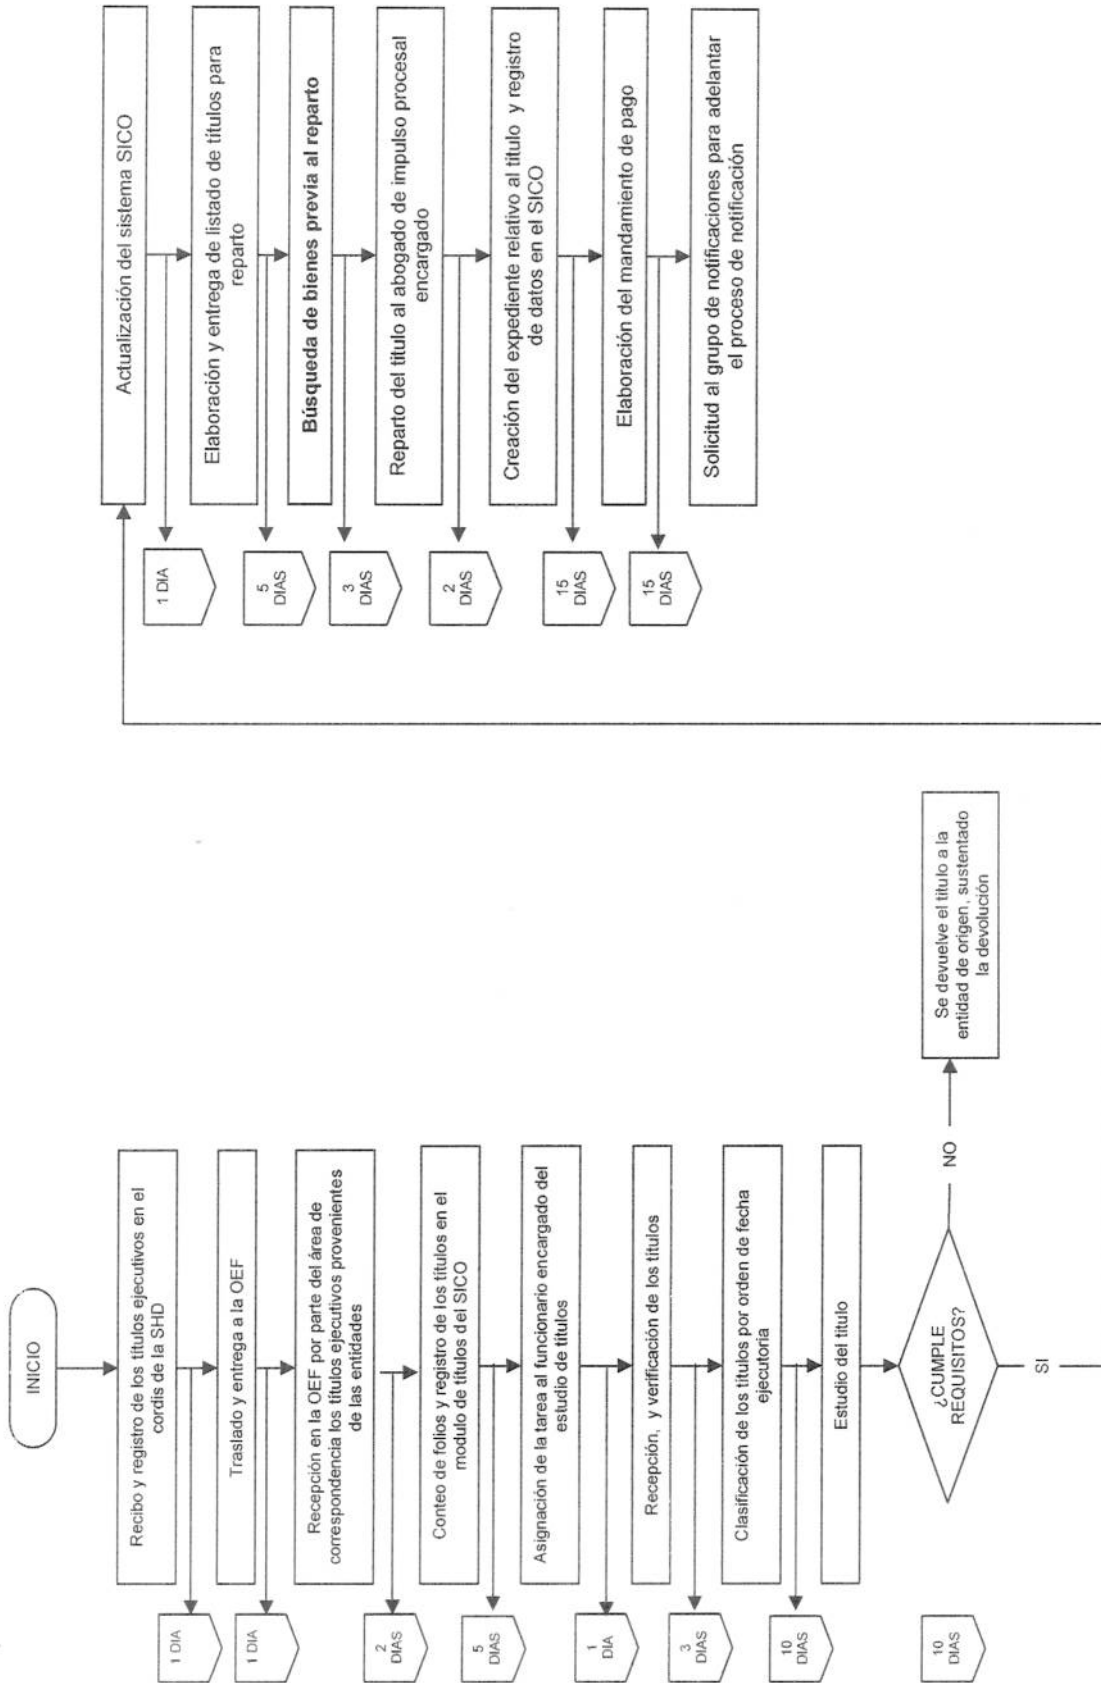 INICIO
Recibo y registro de los títulos ejecutivos en el
cordis de la SHD
1 DIA
Traslado y entrega a la OEF
1 DIA
Recepción en la OEF por parte del área de
correspondencia los títulos ejecutivos provenientes
de las entidades
2
DIAS
Conteo de folios y registro de los títulos en el
modulo de títulos del SICO
5
DIAS
Asignación de la tarea al funcionario encargado del
estudio de títulos
1
DIA
Recepción, y verificación de los títulos
3
DIAS
Clasificación de los títulos por orden de fecha
ejecutoria
10
DIAS
Estudio del título
10
DIAS
¿CUMPLE
REQUISITOS?
NO
Se devuelve el título a la
entidad de origen, sustentado
la devolución
SI
Actualización del sistema SICO
1 DIA
Elaboración y entrega de listado de títulos para
reparto
5
DIAS
Búsqueda de bienes previa al reparto
3
DIAS
Reparto del título al abogado de impulso procesal
encargado
2
DIAS
Creación del expediente relativo al título y registro
de datos en el SICO
15
DIAS
Elaboración del mandamiento de pago
15
DIAS
Solicitud al grupo de notificaciones para adelantar
el proceso de notificación